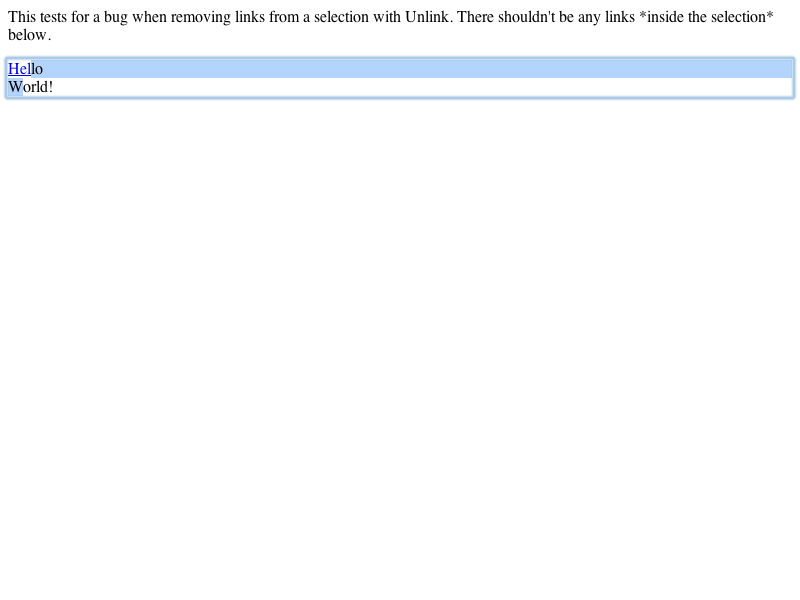 This tests for a bug when removing links from a selection with Unlink. There shouldn't be any links *inside the selection*
below.
Hello
World!